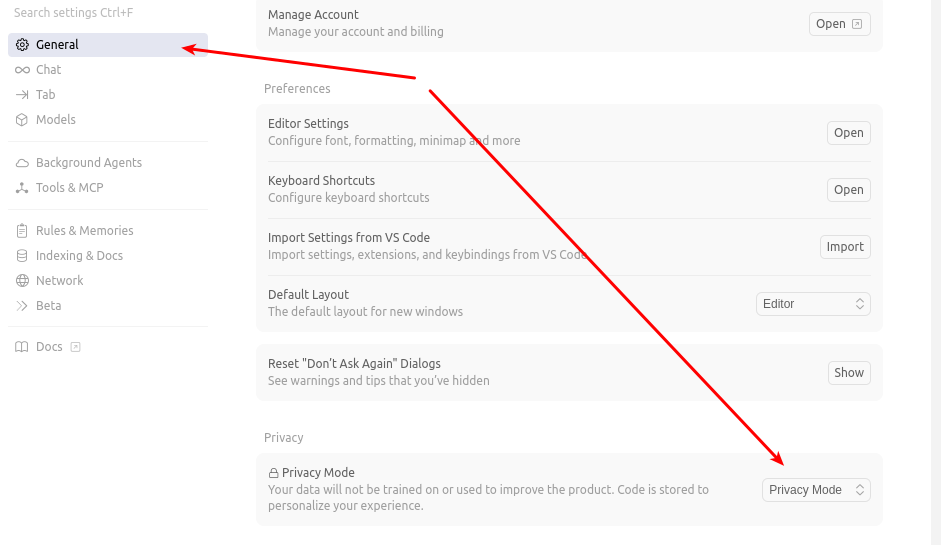 Search settings Ctrl+F
General
Chat
Tab
Models
Background Agents
Tools & MCP
Rules & Memories
Indexing & Docs
Network
Beta
Docs
Manage Account
Manage your account and billing
Open
Preferences
Editor Settings
Configure font, formatting, minimap and more
Open
Keyboard Shortcuts
Configure keyboard shortcuts
Open
Import Settings from VS Code
Import settings, extensions, and keybindings from VS Code
Import
Default Layout
The default layout for new windows
Editor
Reset "Don't Ask Again" Dialogs
See warnings and tips that you've hidden
Show
Privacy
Privacy Mode
Your data will not be trained on or used to improve the product. Code is stored to
personalize your experience.
Privacy Mode